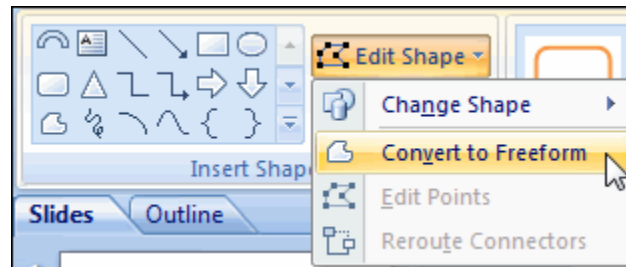 Edit Shape
Change Shape
Convert to Freeform
Insert Shap
Edit Points
Slides Outline
Reroute Connectors